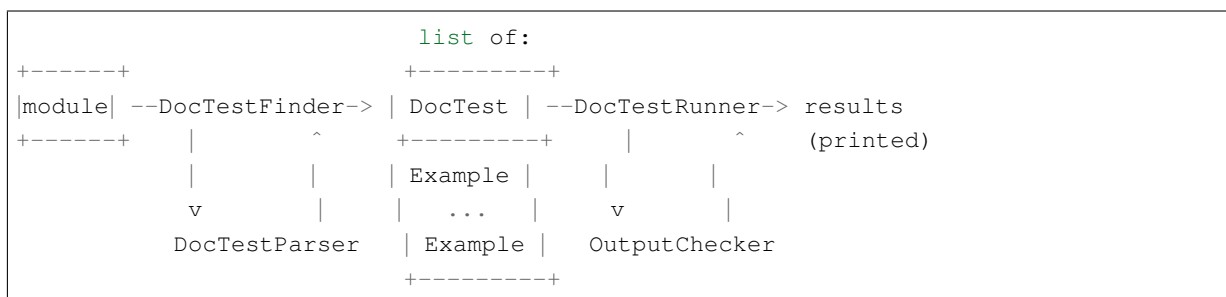 list of:
+------+                   +---------+
|module| --DocTestFinder-> | DocTest | --DocTestRunner-> results
+------+    |        ^     +---------+     |       ^    (printed)
            |        |     | Example |     |       |
            v        |     |   ...   |     v       |
           DocTestParser   | Example |   OutputChecker
                           +---------+